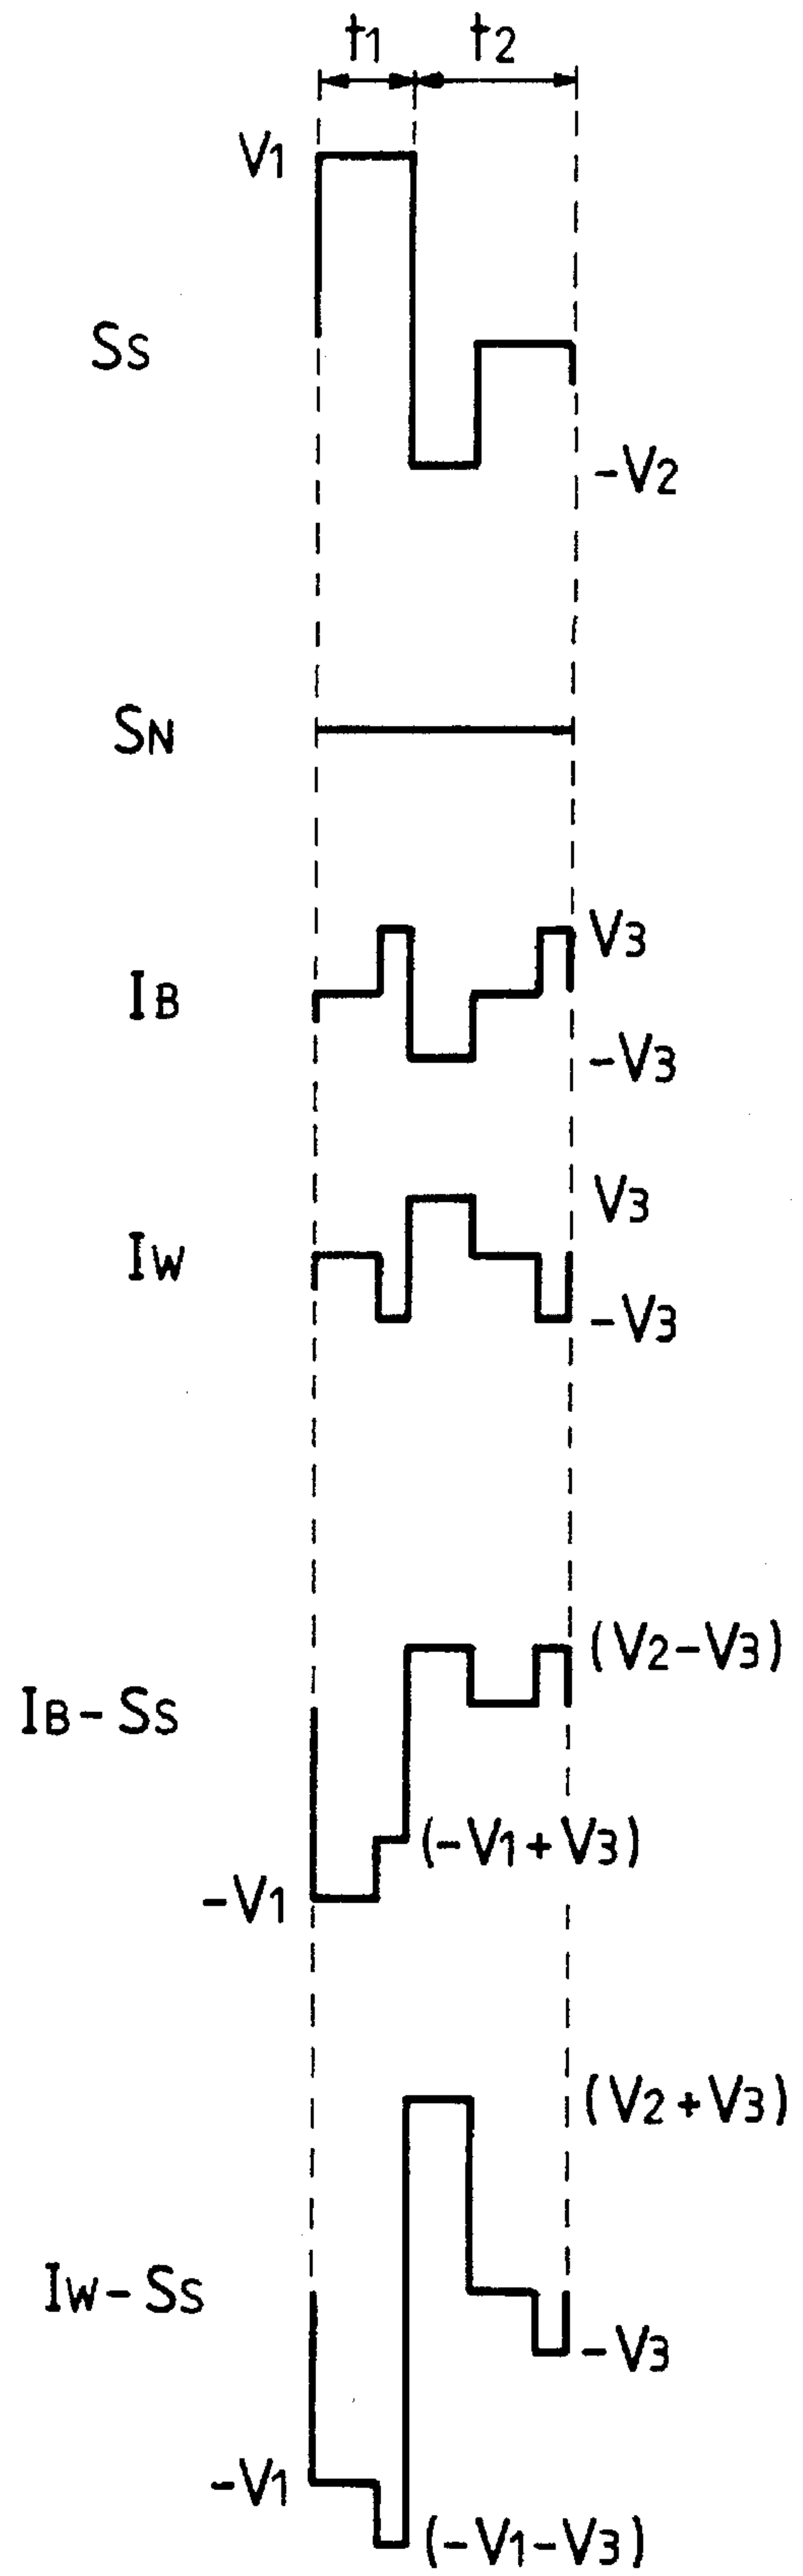 t1 t2
V1
Ss
-V2
SN
V3
IB
-V3
V3
IW
-V3
(V2-V3)
IB-Ss
(-V1+V3)
-V1
(V2+V3)
IW-Ss
-V3
-V1
(-V1-V3)